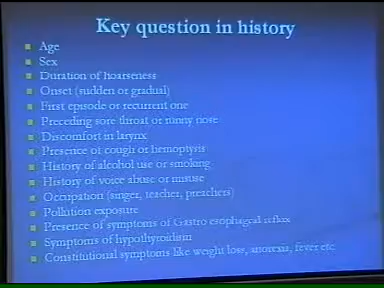 Key question in history
Age
Sex
Duration of hoarseness
Onset (sudden or gradual)
First episode or recurrent one
Preceding sore throat or runny nose
Discomfort in larynx
Presence of cough or hemoptysis
History of alcohol use or smoking
History of voice abuse or misuse
Occupation (singer, teacher, preachers)
Pollution exposure
Presence of symptoms of Gastro esophageal reflux
Symptoms of hypothyroidism
Constitutional symptoms like weight loss, anorexia, fever etc